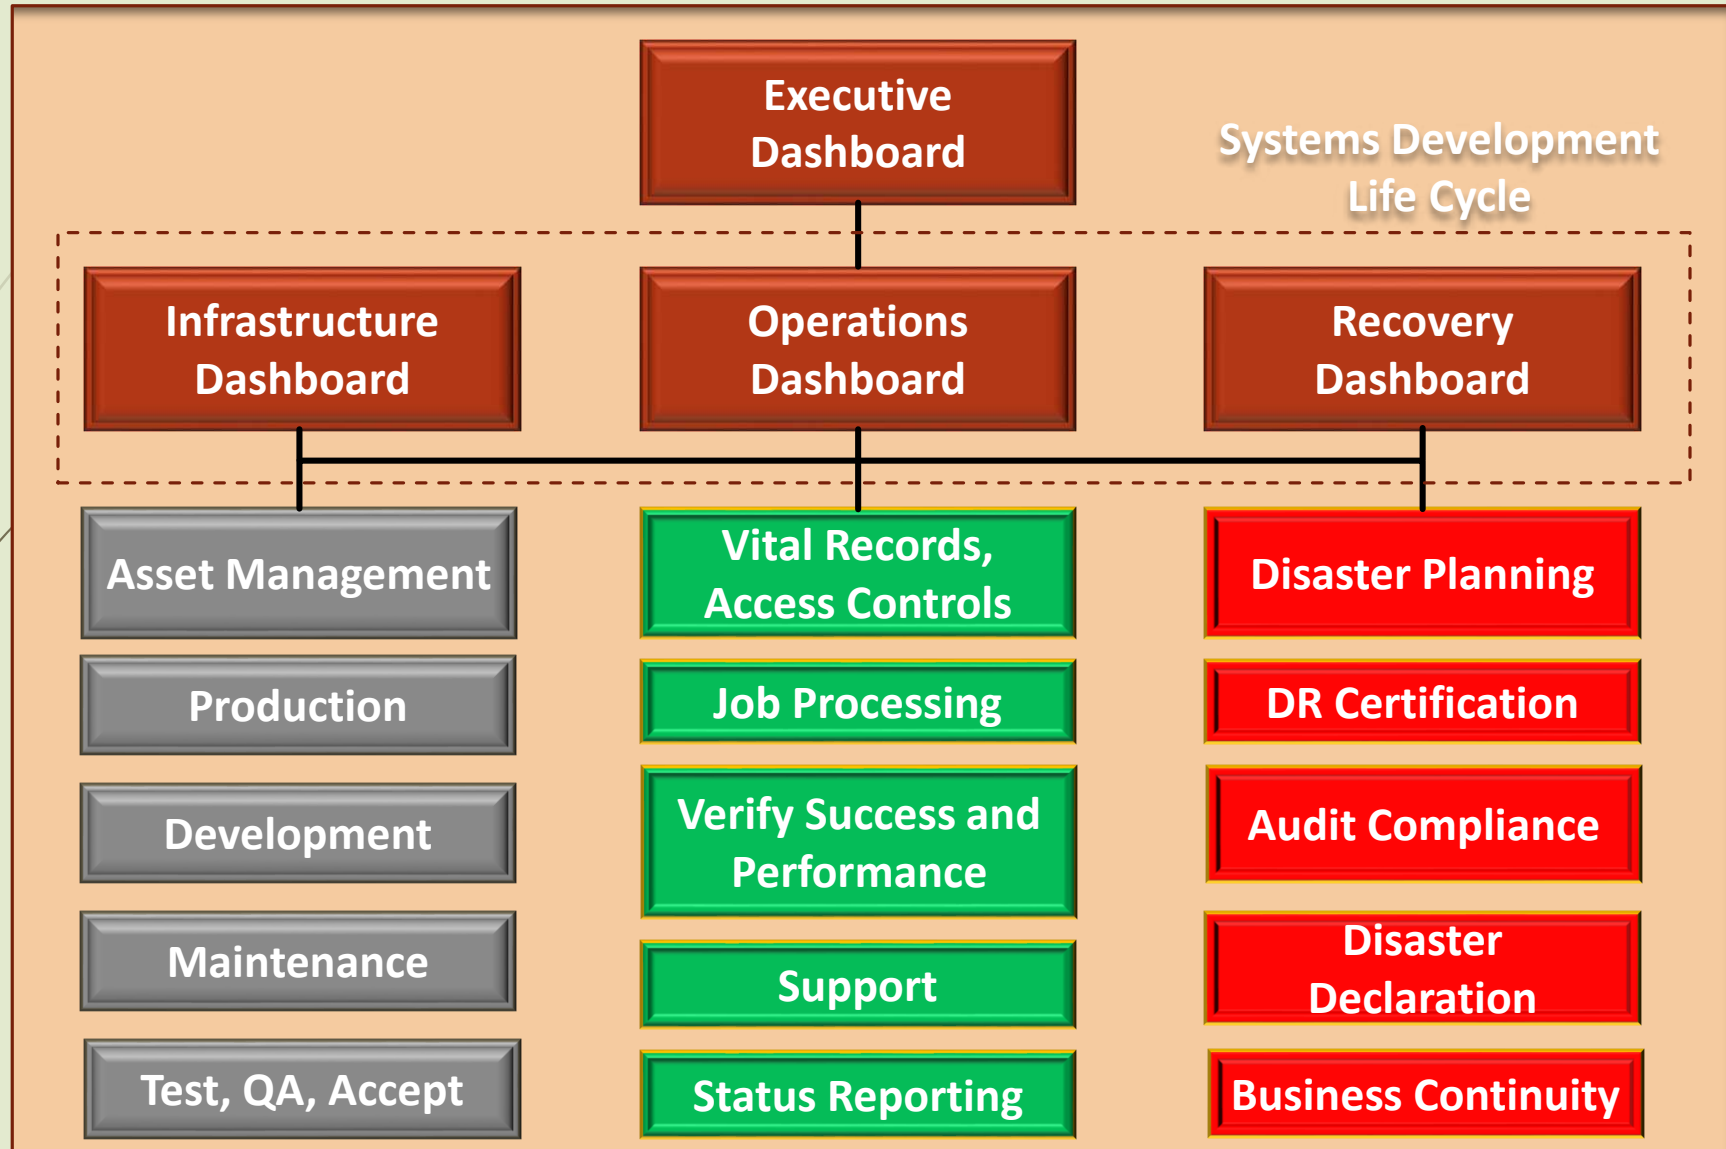 Executive
Dashboard
Systems Development
Life Cycle
Infrastructure
Dashboard
Operations
Dashboard
Recovery
Dashboard
Asset Management
Vital Records,
Access Controls
Disaster Planning
Production
Job Processing
DR Certification
Development
Verify Success and
Performance
Audit Compliance
Maintenance
Support
Disaster
Declaration
Test, QA, Accept
Status Reporting
Business Continuity